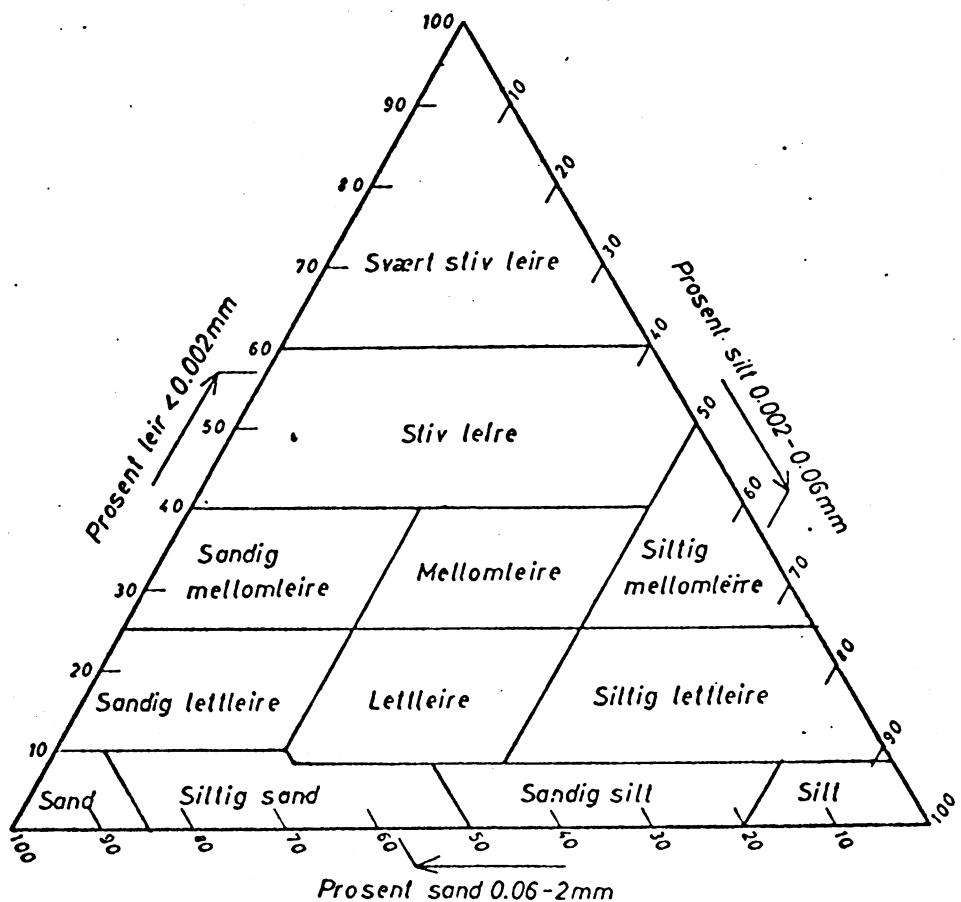 100
90
10
80
20
70
Svært stiv leire
30
60
40
Prosent leir <0.002mm
Prosent silt 0.002-0.06mm
50
Stiv leire
50
40
60
Sandig
mellomleire
Mellomleire
Siltig
mellomleire
30
70
20
80
Sandig lettleire
Lettleire
Siltig lettleire
10
90
Sand
Siltig sand
Sandig silt
Silt
100
100
90
80
70
60
50
40
30
20
10
Prosent sand 0.06-2mm